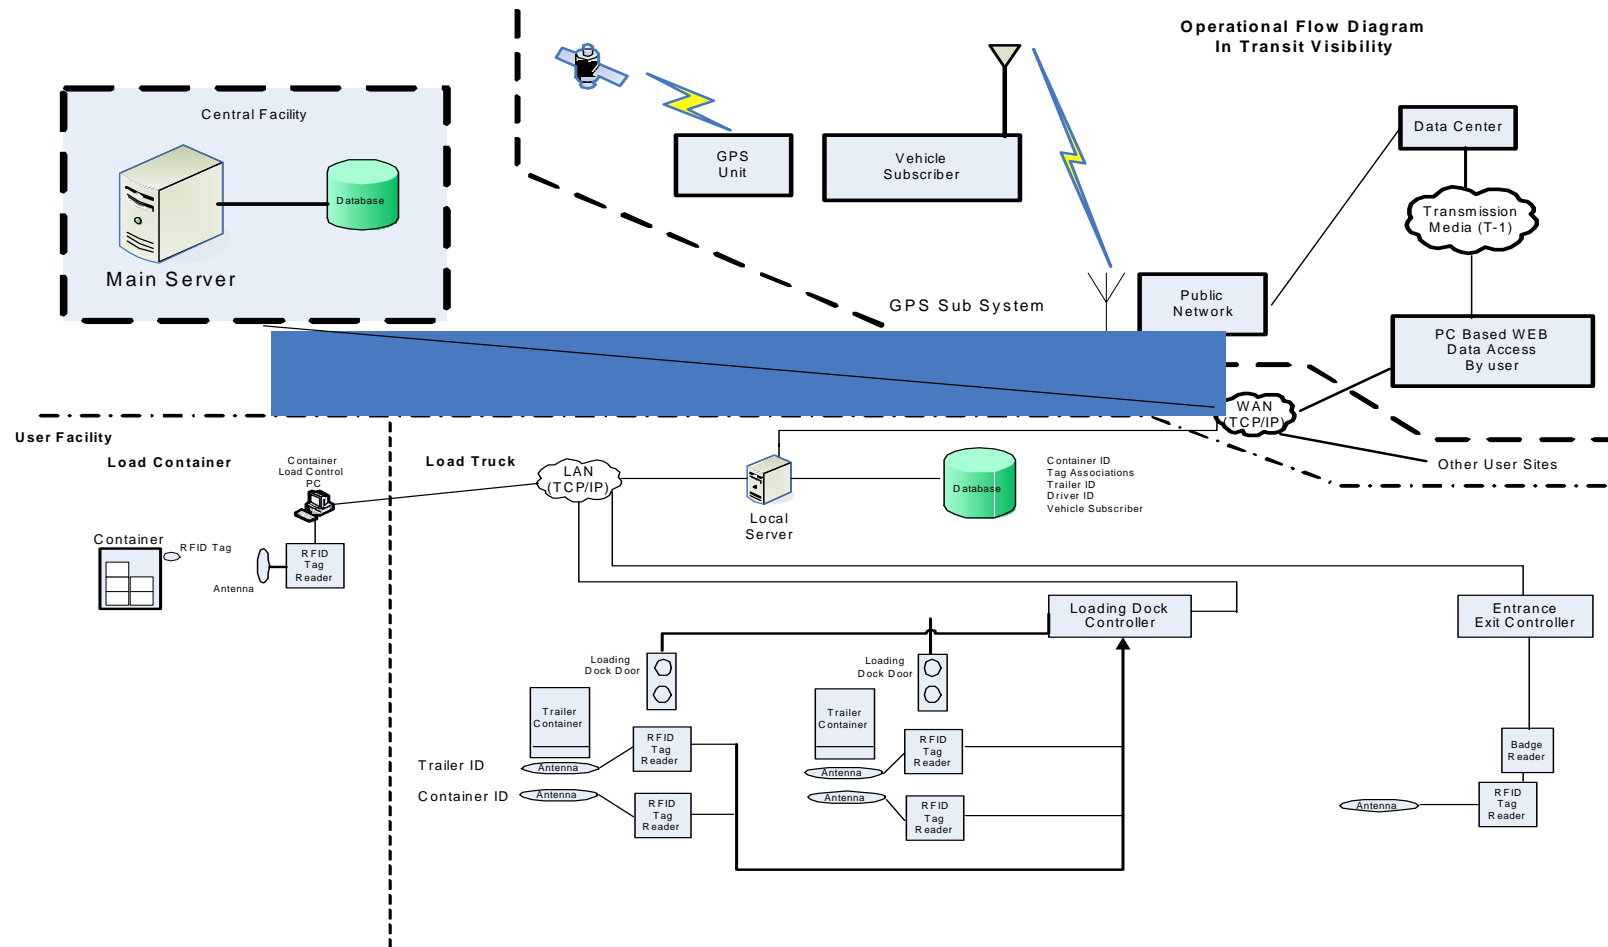 Operational Flow Diagram
In Transit Visibility
Central Facility
Database
Main Server
GPS
Unit
Vehicle
Subscriber
Data Center
Transmission
Media (T-1)
GPS Sub System
Public
Network
PC Based WEB
Data Access
By user
WAN
(TCP/IP)
Other User Sites
User Facility
Load Container
Container
Load Control
PC
Load Truck
LAN
(TCP/IP)
Local
Server
Database
Container ID
Tag Associations
Trailer ID
Driver ID
Vehicle Subscriber
Container
RFID Tag
Antenna
RFID
Tag
Reader
Loading Dock
Controller
Entrance
Exit Controller
Loading
Dock Door
Loading
Dock Door
Trailer
Container
Trailer
Container
RFID
Tag
Reader
RFID
Tag
Reader
Badge
Reader
Trailer ID
Antenna
Antenna
Container ID
Antenna
Antenna
RFID
Tag
Reader
RFID
Tag
Reader
Antenna
RFID
Tag
Reader